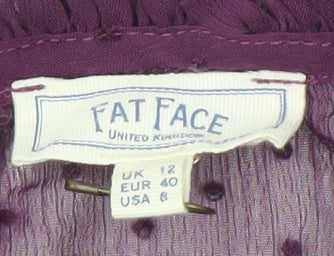 FAT FACE
UNITED KINGDOM
UK 12
EUR 40
USA 8